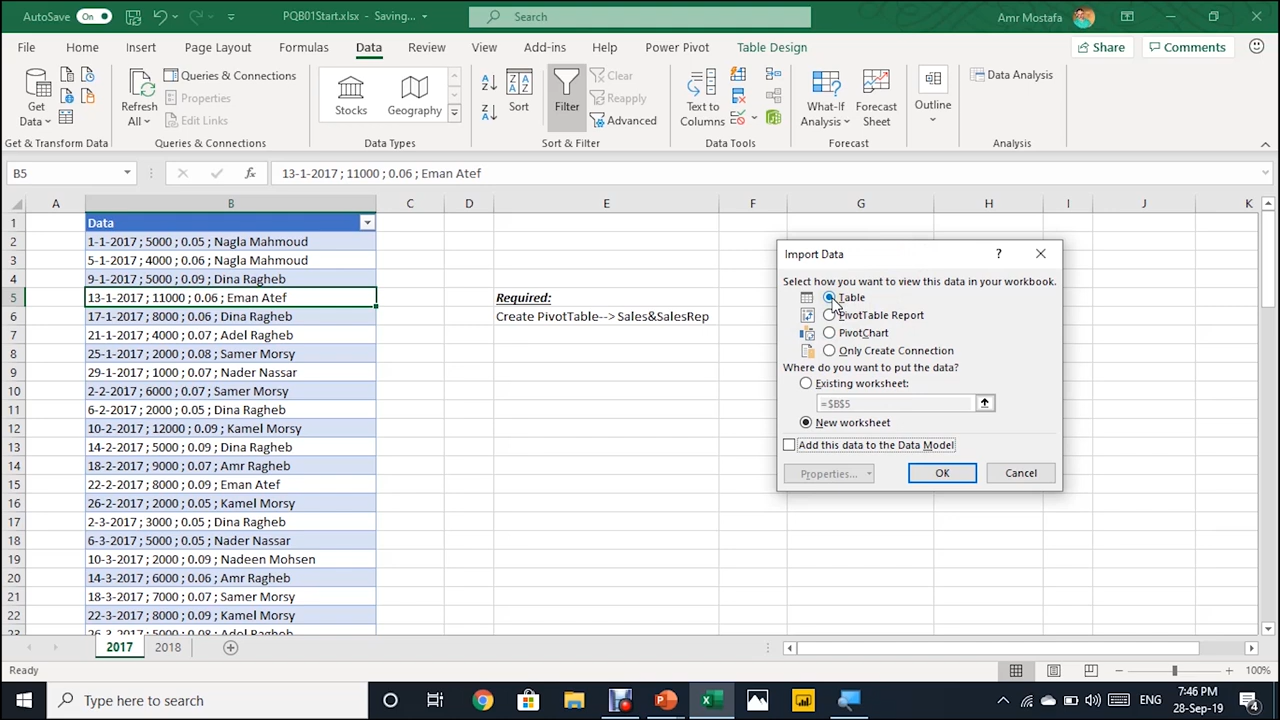 AutoSave On PQB01Start.xlsx - Saving... Search Amr Mostafa
File Home Insert Page Layout Formulas Data Review View Add-ins Help Power Pivot Table Design Share Comments
Get Data
Refresh All
Queries & Connections
Properties
Edit Links
Stocks
Geography
Sort
Filter
Clear
Reapply
Advanced
Text to Columns
What-If Analysis
Forecast Sheet
Outline
Data Analysis
Get & Transform Data Queries & Connections Data Types Sort & Filter Data Tools Forecast Analysis
B5 fx 13-1-2017 ; 11000 ; 0.06 ; Eman Atef
A B C D E F G H I J K
1 Data
2 1-1-2017 ; 5000 ; 0.05 ; Nagla Mahmoud
3 5-1-2017 ; 4000 ; 0.06 ; Nagla Mahmoud
4 9-1-2017 ; 5000 ; 0.09 ; Dina Ragheb
5 13-1-2017 ; 11000 ; 0.06 ; Eman Atef Required:
6 17-1-2017 ; 8000 ; 0.06 ; Dina Ragheb Create PivotTable--> Sales&SalesRep
7 21-1-2017 ; 4000 ; 0.07 ; Adel Ragheb
8 25-1-2017 ; 2000 ; 0.08 ; Samer Morsy
9 29-1-2017 ; 1000 ; 0.07 ; Nader Nassar
10 2-2-2017 ; 6000 ; 0.07 ; Samer Morsy
11 6-2-2017 ; 2000 ; 0.05 ; Dina Ragheb
12 10-2-2017 ; 12000 ; 0.09 ; Kamel Morsy
13 14-2-2017 ; 5000 ; 0.09 ; Dina Ragheb
14 18-2-2017 ; 9000 ; 0.07 ; Amr Ragheb
15 22-2-2017 ; 8000 ; 0.09 ; Eman Atef
16 26-2-2017 ; 2000 ; 0.05 ; Kamel Morsy
17 2-3-2017 ; 3000 ; 0.05 ; Dina Ragheb
18 6-3-2017 ; 5000 ; 0.05 ; Nader Nassar
19 10-3-2017 ; 2000 ; 0.09 ; Nadeen Mohsen
20 14-3-2017 ; 6000 ; 0.06 ; Amr Ragheb
21 18-3-2017 ; 7000 ; 0.07 ; Samer Morsy
22 22-3-2017 ; 8000 ; 0.09 ; Kamel Morsy
23 26-3-2017 ; 5000 ; 0.08 ; Adel Ragheb
Import Data ?
Select how you want to view this data in your workbook.
Table
PivotTable Report
PivotChart
Only Create Connection
Where do you want to put the data?
Existing worksheet:
=$B$5
New worksheet
Add this data to the Data Model
Properties... OK Cancel
2017 2018
Ready 100%
Type here to search ENG 7:46 PM
28-Sep-19 4